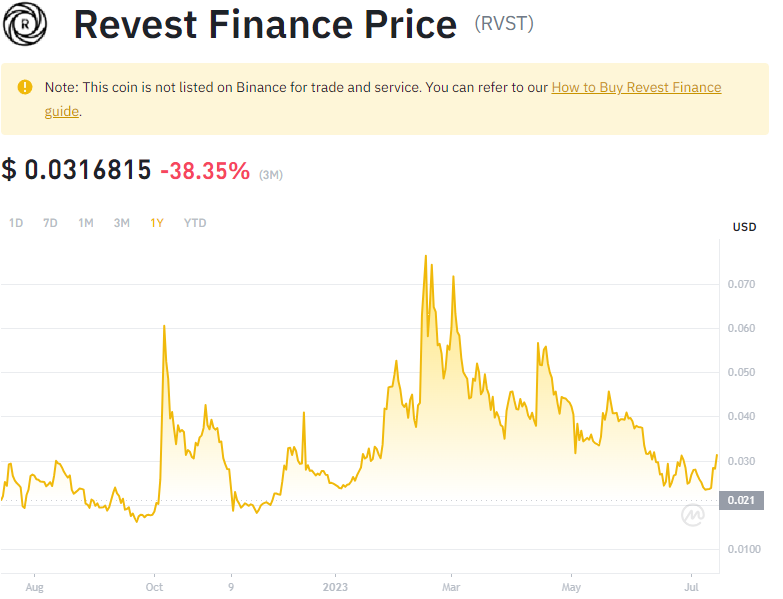 R
Revest Finance Price (RVST)
Note: This coin is not listed on Binance for trade and service. You can refer to our How to Buy Revest Finance
guide.
$ 0.0316815 -38.35% (3M)
1D 7D 1M 3M 1Y YTD
USD
0.070
0.060
0.050
0.040
0.030
0.021
0.0100
Aug Oct 9 2023 Mar May Jul